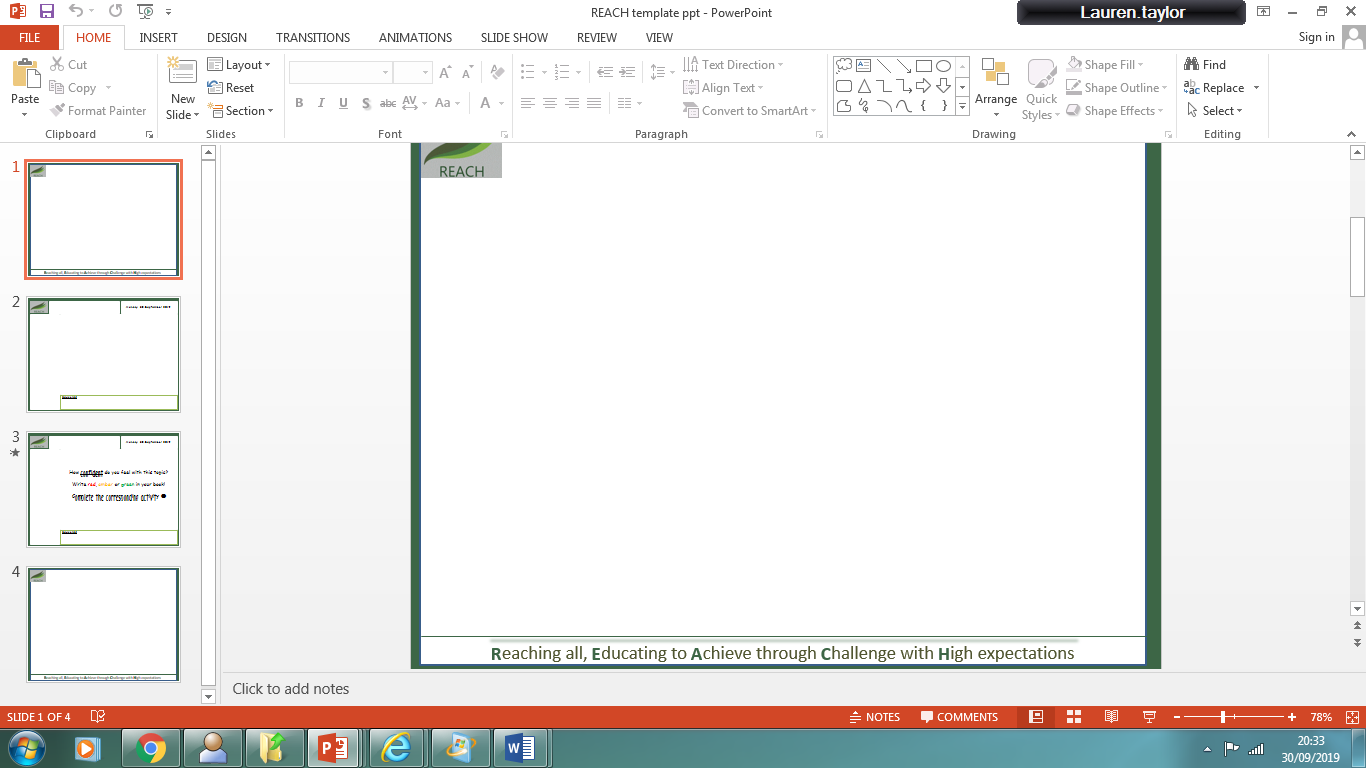 REACH template ppt - PowerPoint
Lauren.taylor
FILE HOME INSERT DESIGN TRANSITIONS ANIMATIONS SLIDE SHOW REVIEW VIEW
Sign in
Paste
Cut
Copy
Format Painter
Clipboard
New Slide
Layout
Reset
Section
Slides
B I U S abc AV Aa A
Font
Text Direction
Align Text
Convert to SmartArt
Paragraph
Arrange
Quick Styles
Shape Fill
Shape Outline
Shape Effects
Drawing
Find
Replace
Select
Editing
1
2
3
How confident do you feel with this topic?
Write red, amber or green in your book!
Complete the corresponding activity
4
REACH
Reaching all, Educating to Achieve through Challenge with High expectations
Click to add notes
SLIDE 1 OF 4
NOTES
COMMENTS
78%
20:33
30/09/2019